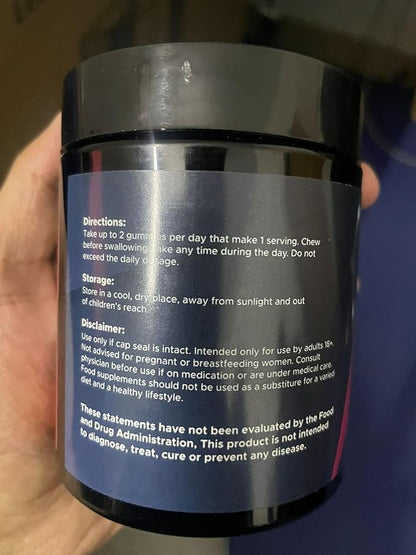 Directions:
Take up to 2 gummies per day that make 1 serving. Chew
before swallowing. Take any time during the day. Do not
exceed the daily dosage.
Storage:
Store in a cool, dry place, away from sunlight and out
of children's reach.
Disclaimer:
Use only if cap seal is intact. Intended only for use by adults 18+.
Not advised for pregnant or breastfeeding women. Consult
physician before use if on medication or are under medical care.
Food supplements should not be used as a substiture for a varied
diet and a healthy lifestyle.
These statements have not been evaluated by the Food
and Drug Administration, This product is not intended
to diagnose, treat, cure or prevent any disease.